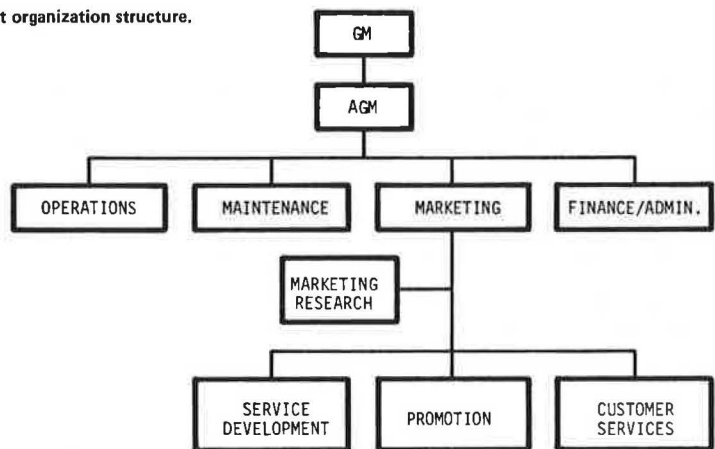 t organization structure.
GM
AGM
OPERATIONS
MAINTENANCE
MARKETING
FINANCE/ADMIN.
MARKETING
RESEARCH
SERVICE
DEVELOPMENT
PROMOTION
CUSTOMER
SERVICES